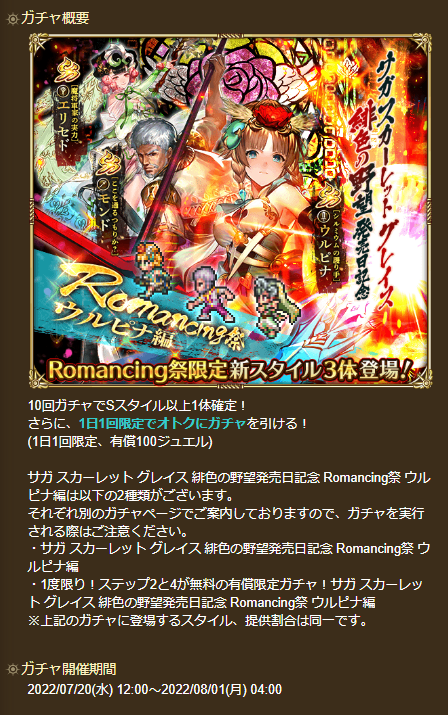 ガチャ概要
サガ スカーレット グレイス
緋色の野望 発売日記念
[魔将軍家の実力]
エリセド
[ここを通るつもりか？]
モンド
ウルピナ
Romancing祭
ウルピナ編
Romancing祭限定 新スタイル3体 登場!
10回ガチャでSスタイル以上1体確定！
さらに、1日1回限定でオトクにガチャを引ける！
(1日1回限定、有償100ジュエル)
サガ スカーレット グレイス 緋色の野望発売日記念 Romancing祭 ウル
ピナ編は以下の2種類がございます。
それぞれ別のガチャページでご案内しておりますので、ガチャを実行
される際はご注意ください。
・サガ スカーレット グレイス 緋色の野望発売日記念 Romancing祭 ウ
ルピナ編
・1度限り！ステップ2と4が無料の有償限定ガチャ！サガ スカーレッ
ト グレイス 緋色の野望発売日記念 Romancing祭 ウルピナ編
※上記のガチャに登場するスタイル、提供割合は同一です。
ガチャ開催期間
2022/07/20(水) 12:00～2022/08/01(月) 04:00